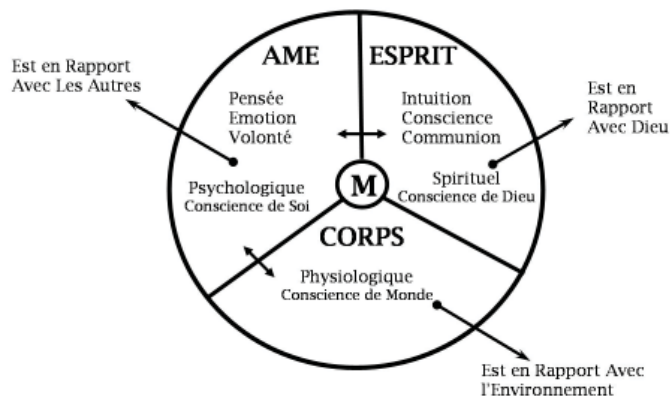 AME
Est en Rapport
Avec Les Autres
Pensée
Emotion
Volonté
Psychologique
Conscience de Soi
ESPRIT
Intuition
Conscience
Communion
Spirituel
Conscience de Dieu
Est en
Rapport
Avec Dieu
M
CORPS
Physiologique
Conscience de Monde
Est en Rapport Avec
l'Environnement